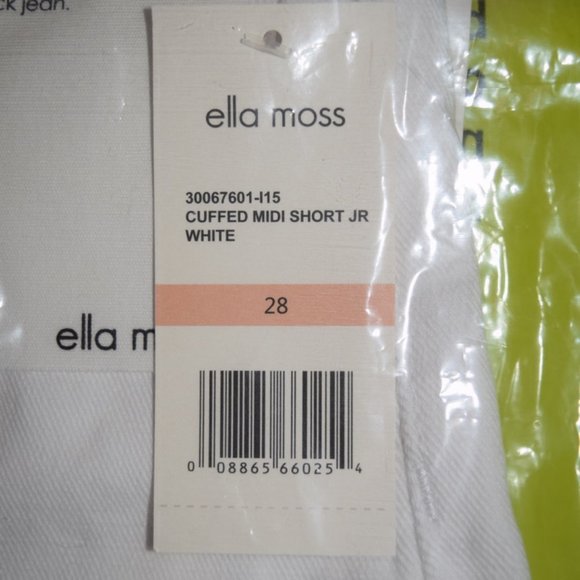 ck jean.
ella moss
30067601-I15
CUFFED MIDI SHORT JR
WHITE
28
ella m
0 08865 66025 4